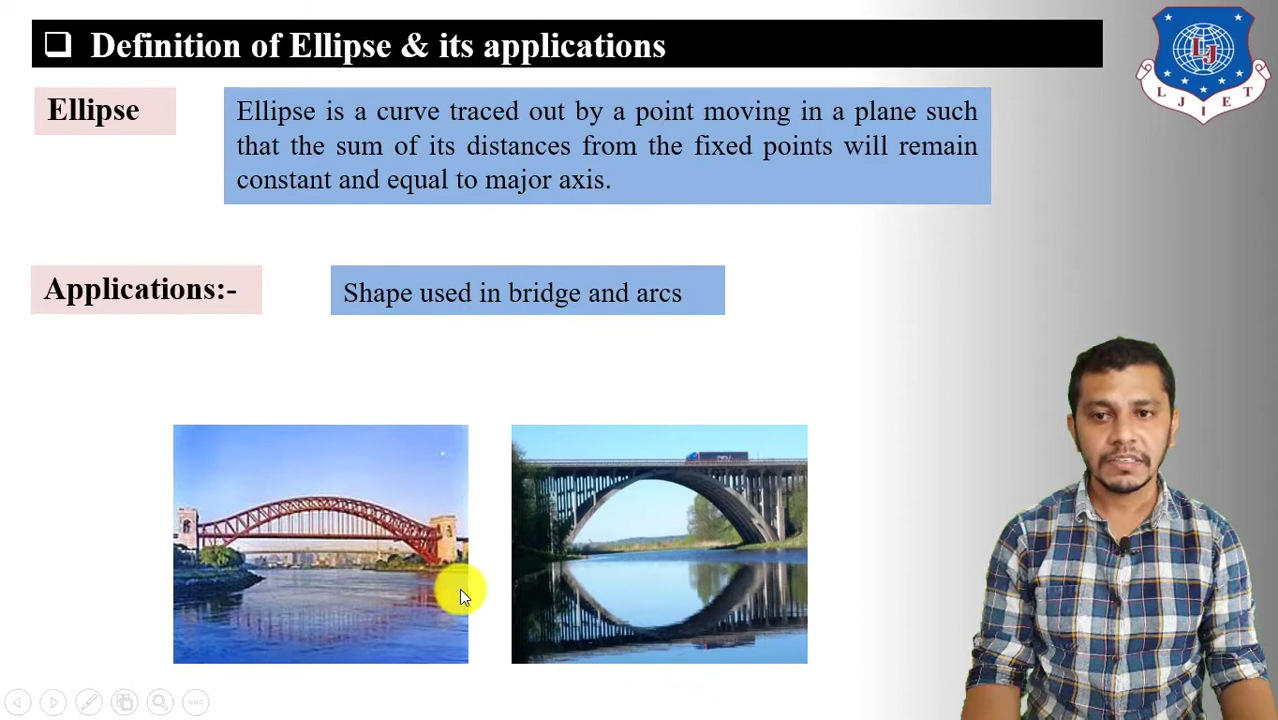 Definition of Ellipse & its applications
Ellipse
Ellipse is a curve traced out by a point moving in a plane such
that the sum of its distances from the fixed points will remain
constant and equal to major axis.
Applications:-
Shape used in bridge and arcs
LJ
L J I E T